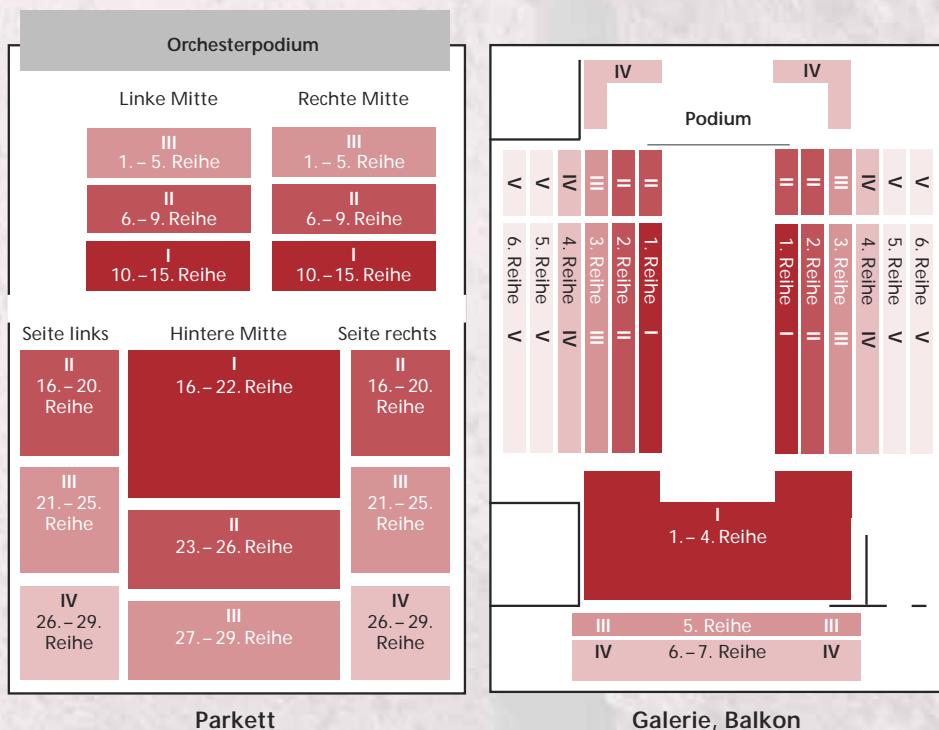 Orchesterpodium
Linke Mitte
Rechte Mitte
III
1. – 5. Reihe
III
1. – 5. Reihe
II
6. – 9. Reihe
II
6. – 9. Reihe
I
10. – 15. Reihe
I
10. – 15. Reihe
Seite links
Hintere Mitte
Seite rechts
II
16. – 20.
Reihe
I
16. – 22. Reihe
II
16. – 20.
Reihe
III
21. – 25.
Reihe
III
21. – 25.
Reihe
II
23. – 26. Reihe
IV
26. – 29.
Reihe
III
27. – 29. Reihe
IV
26. – 29.
Reihe
Parkett
IV
IV
Podium
V
V
IV
III
II
II
II
II
III
IV
V
V
6. Reihe V
5. Reihe V
4. Reihe IV
3. Reihe III
2. Reihe II
1. Reihe I
1. Reihe I
2. Reihe II
3. Reihe III
4. Reihe IV
5. Reihe V
6. Reihe V
I
1. – 4. Reihe
III 5. Reihe III
IV 6. – 7. Reihe IV
Galerie, Balkon